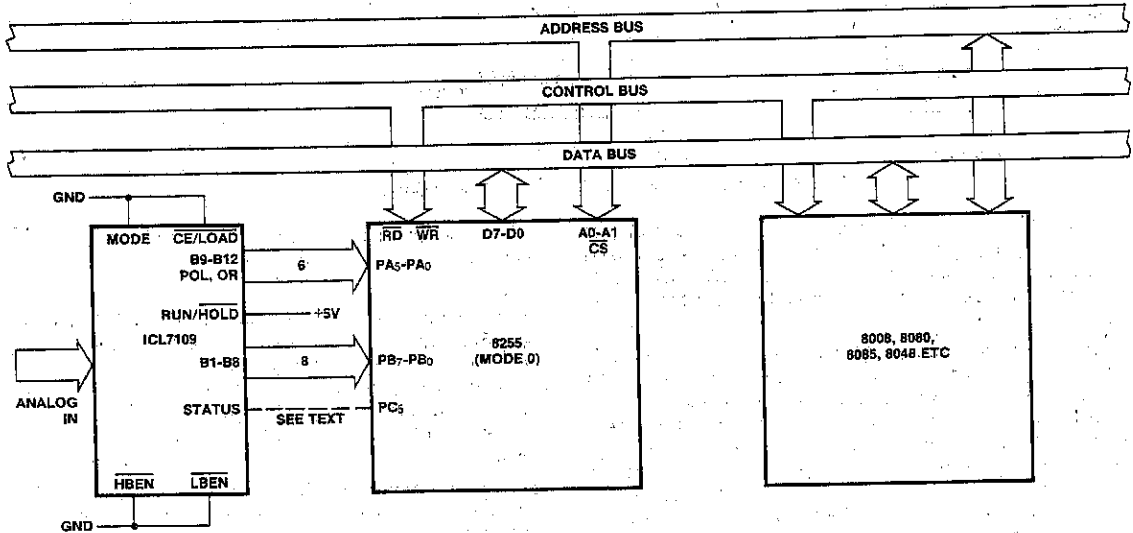 ADDRESS BUS
CONTROL BUS
DATA BUS
GND
MODE CE/LOAD
B9-B12
POL, OR
6
RUN/HOLD
+5V
ICL7109
B1-B8
8
STATUS
SEE TEXT
ANALOG
IN
HBEN LBEN
GND
RD WR D7-D0 A0-A1
CS
PA5-PA0
8255
(MODE 0)
PB7-PB0
PC5
8008, 8080,
8085, 8048 ETC